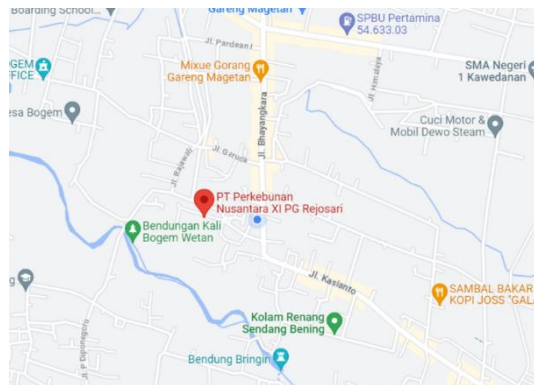 Boarding School...
Gareng Magetan
SPBU Pertamina
54.633.03
Jl. Pandean I
Mixue Gorang
Gareng Magetan
OGEM
FFICE
SMA Negeri
1 Kawedanan
Jl. Himalaya
esa Bogem
Jl. Bhayangkara
Cuci Motor &
Mobil Dewo Steam
Jl. Garuda
Jl. Rajawali
PT Perkebunan
Nusantara XI PG Rejosari
Bendungan Kali
Bogem Wetan
g
Jl. Kasianto
SAMBAL BAKAR
KOPI JOSS "GAL
Kolam Renang
Sendang Bening
Jl. P Diponegoro
Bendung Bringin